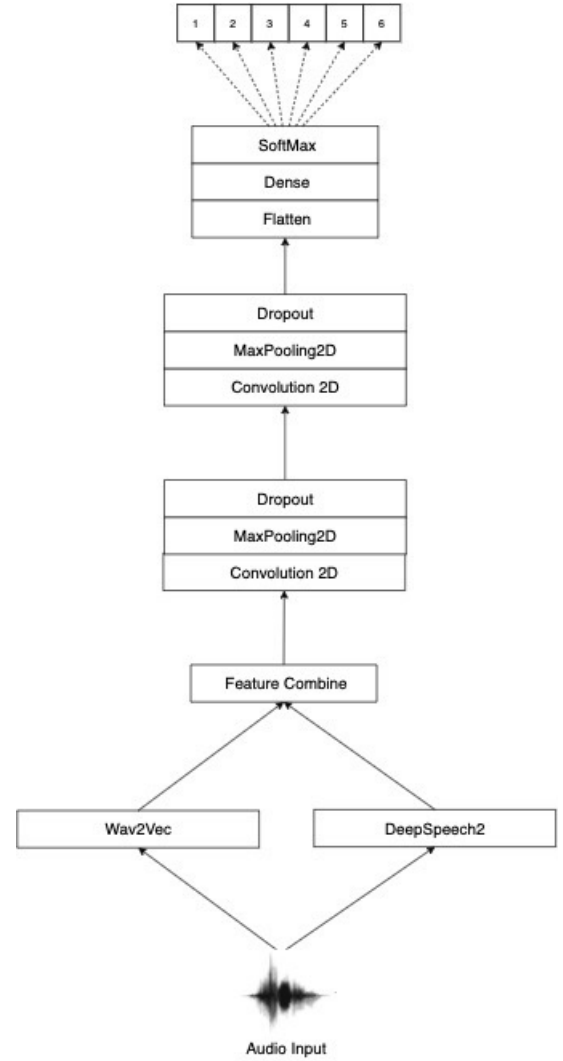 1 2 3 4 5 6
SoftMax
Dense
Flatten
Dropout
MaxPooling2D
Convolution 2D
Dropout
MaxPooling2D
Convolution 2D
Feature Combine
Wav2Vec DeepSpeech2
Audio Input